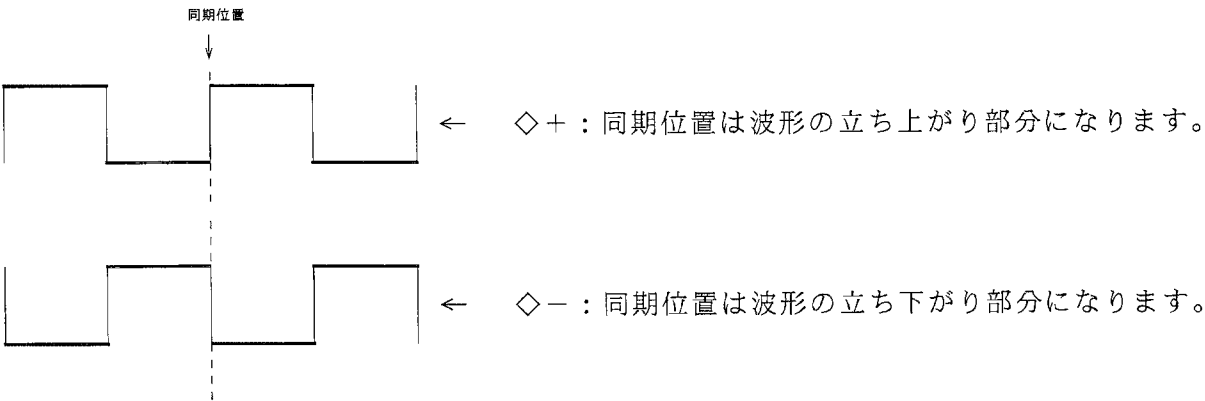 同期位置
← ◇+:同期位置は波形の立ち上がり部分になります。
← ◇-:同期位置は波形の立ち下がり部分になります。